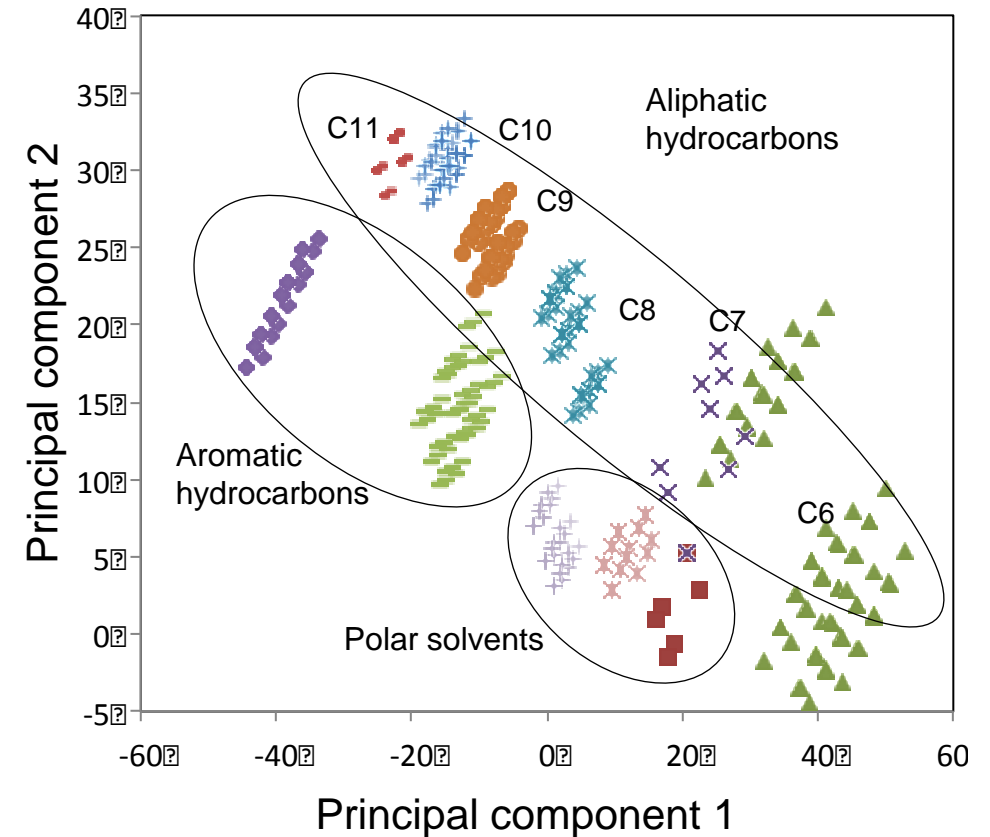 40
35
30
25
20
15
10
5
0
-5
Principal component 2
Aliphatic
hydrocarbons
C11
C10
C9
C8
C7
C6
Aromatic
hydrocarbons
Polar solvents
-60 -40 -20 0 20 40 60
Principal component 1